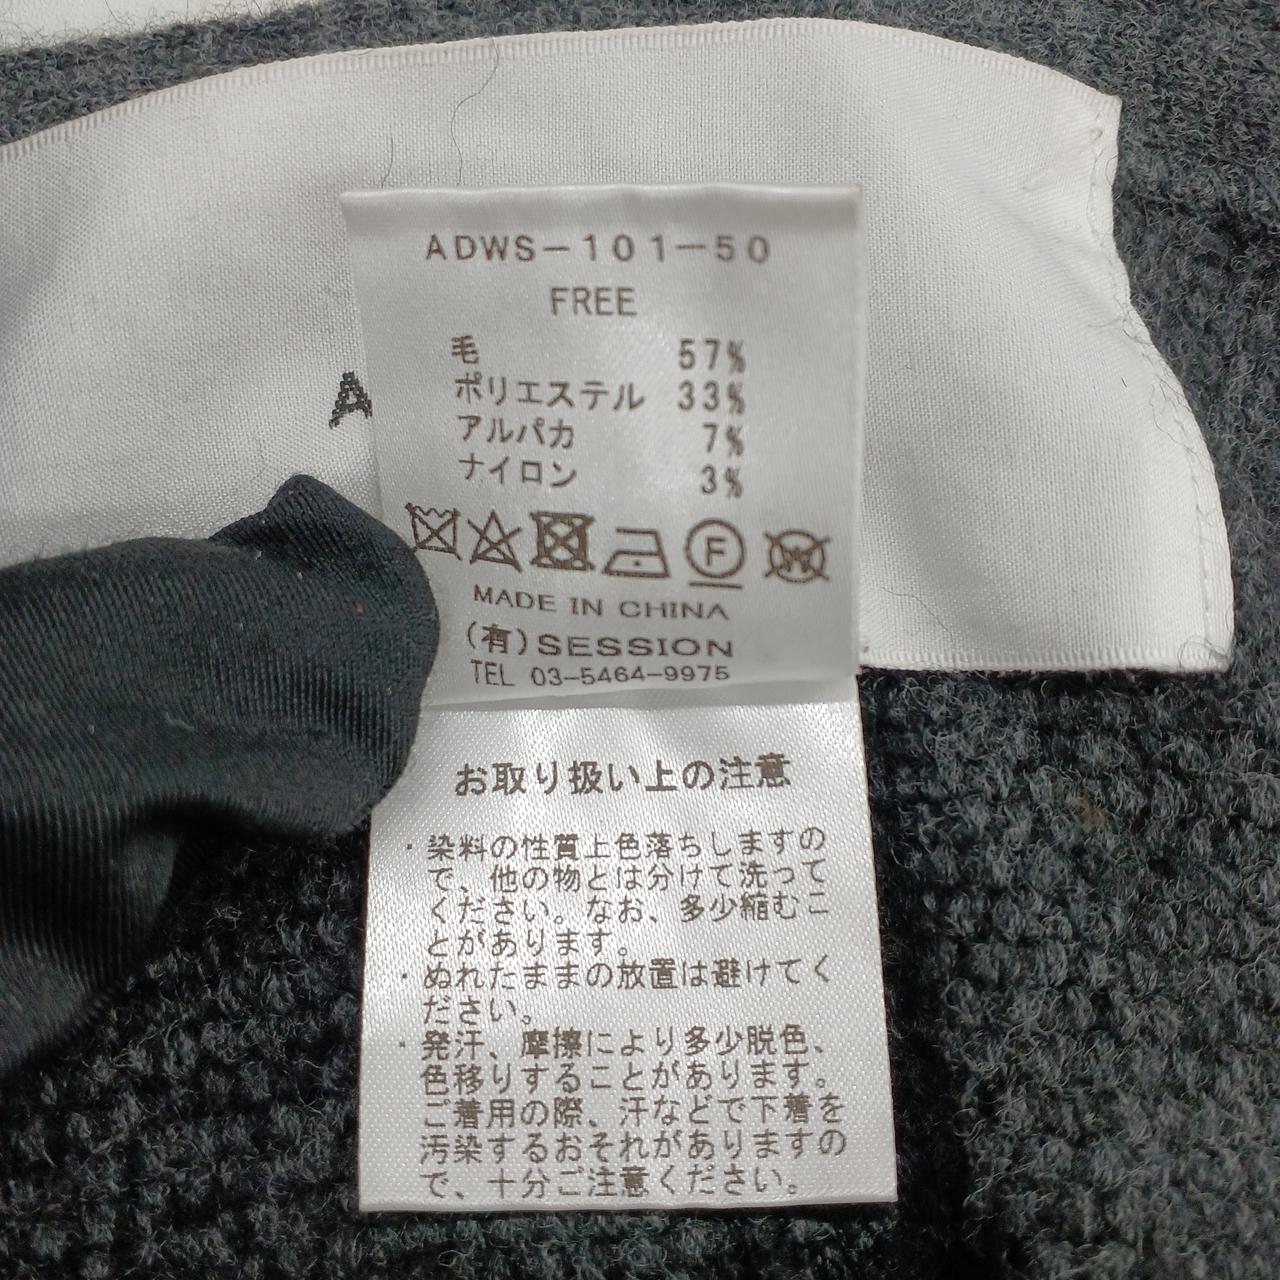 A
ADWS-101-50
FREE
毛 57%
ポリエステル 33%
アルパカ 7%
ナイロン 3%
F W
MADE IN CHINA
(有)SESSION
TEL 03-5464-9975
お取り扱い上の注意
・染料の性質上色落ちしますの
で、他の物とは分けて洗って
ください。なお、多少縮むこ
とがあります。
・ぬれたままの放置は避けてく
ださい。
・発汗、摩擦により多少脱色、
色移りすることがあります。
ご着用の際、汗などで下着を
汚染するおそれがありますの
で、十分ご注意ください。